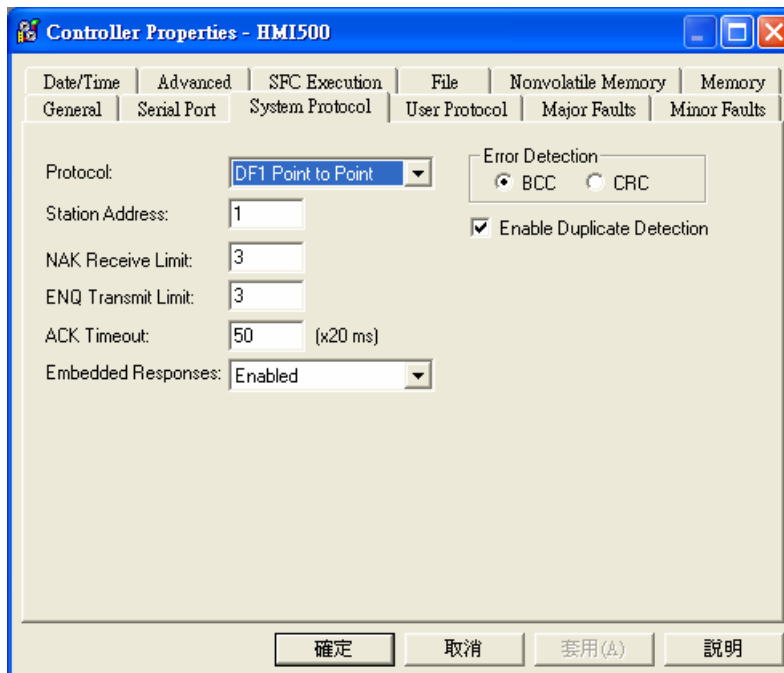 Controller Properties - HMI500
Date/Time Advanced SFC Execution File Nonvolatile Memory Memory
General Serial Port System Protocol User Protocol Major Faults Minor Faults
Protocol: DF1 Point to Point
Station Address: 1
NAK Receive Limit: 3
ENQ Transmit Limit: 3
ACK Timeout: 50 (x20 ms)
Embedded Responses: Enabled
Error Detection
BCC CRC
Enable Duplicate Detection
確定 取消 套用(A) 說明